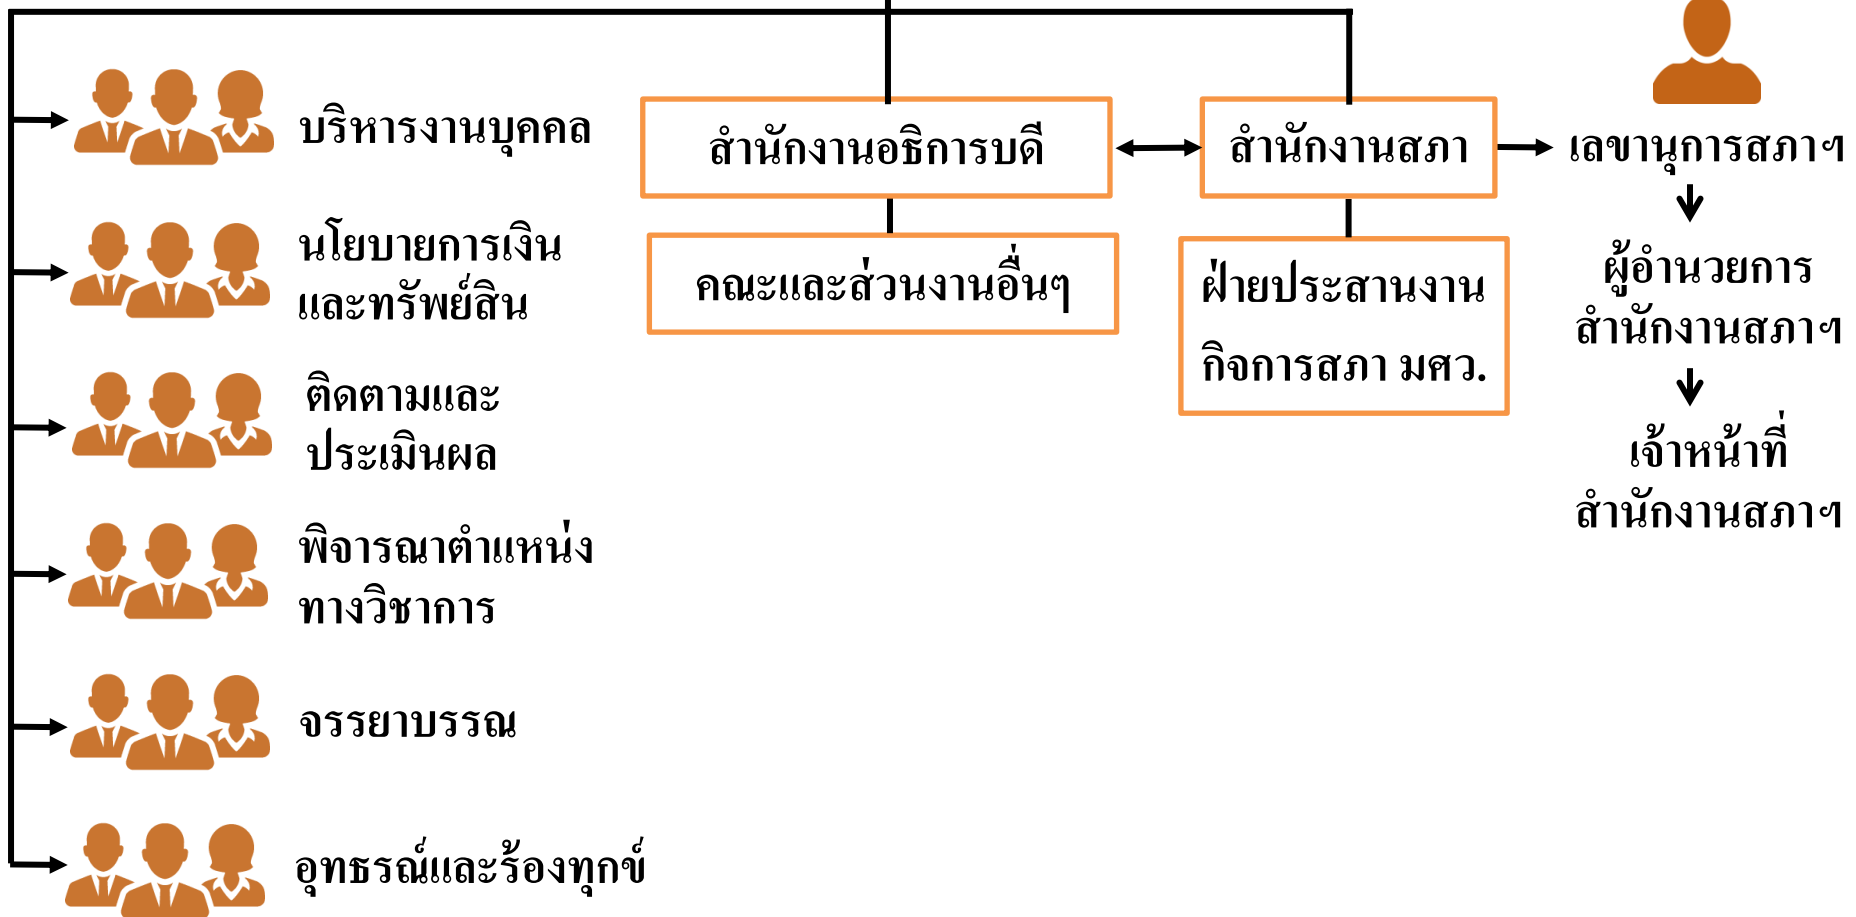 บริหารงานบุคคล
นโยบายการเงิน
และทรัพย์สิน
ติดตามและ
ประเมินผล
พิจารณาตำแหน่ง
ทางวิชาการ
จรรยาบรรณ
อุทธรณ์และร้องทุกข์
สำนักงานอธิการบดี
คณะและส่วนงานอื่นๆ
สำนักงานสภา
ฝ่ายประสานงาน
กิจการสภา มศว.
เลขานุการสภาฯ
ผู้อำนวยการ
สำนักงานสภาฯ
เจ้าหน้าที่
สำนักงานสภาฯ